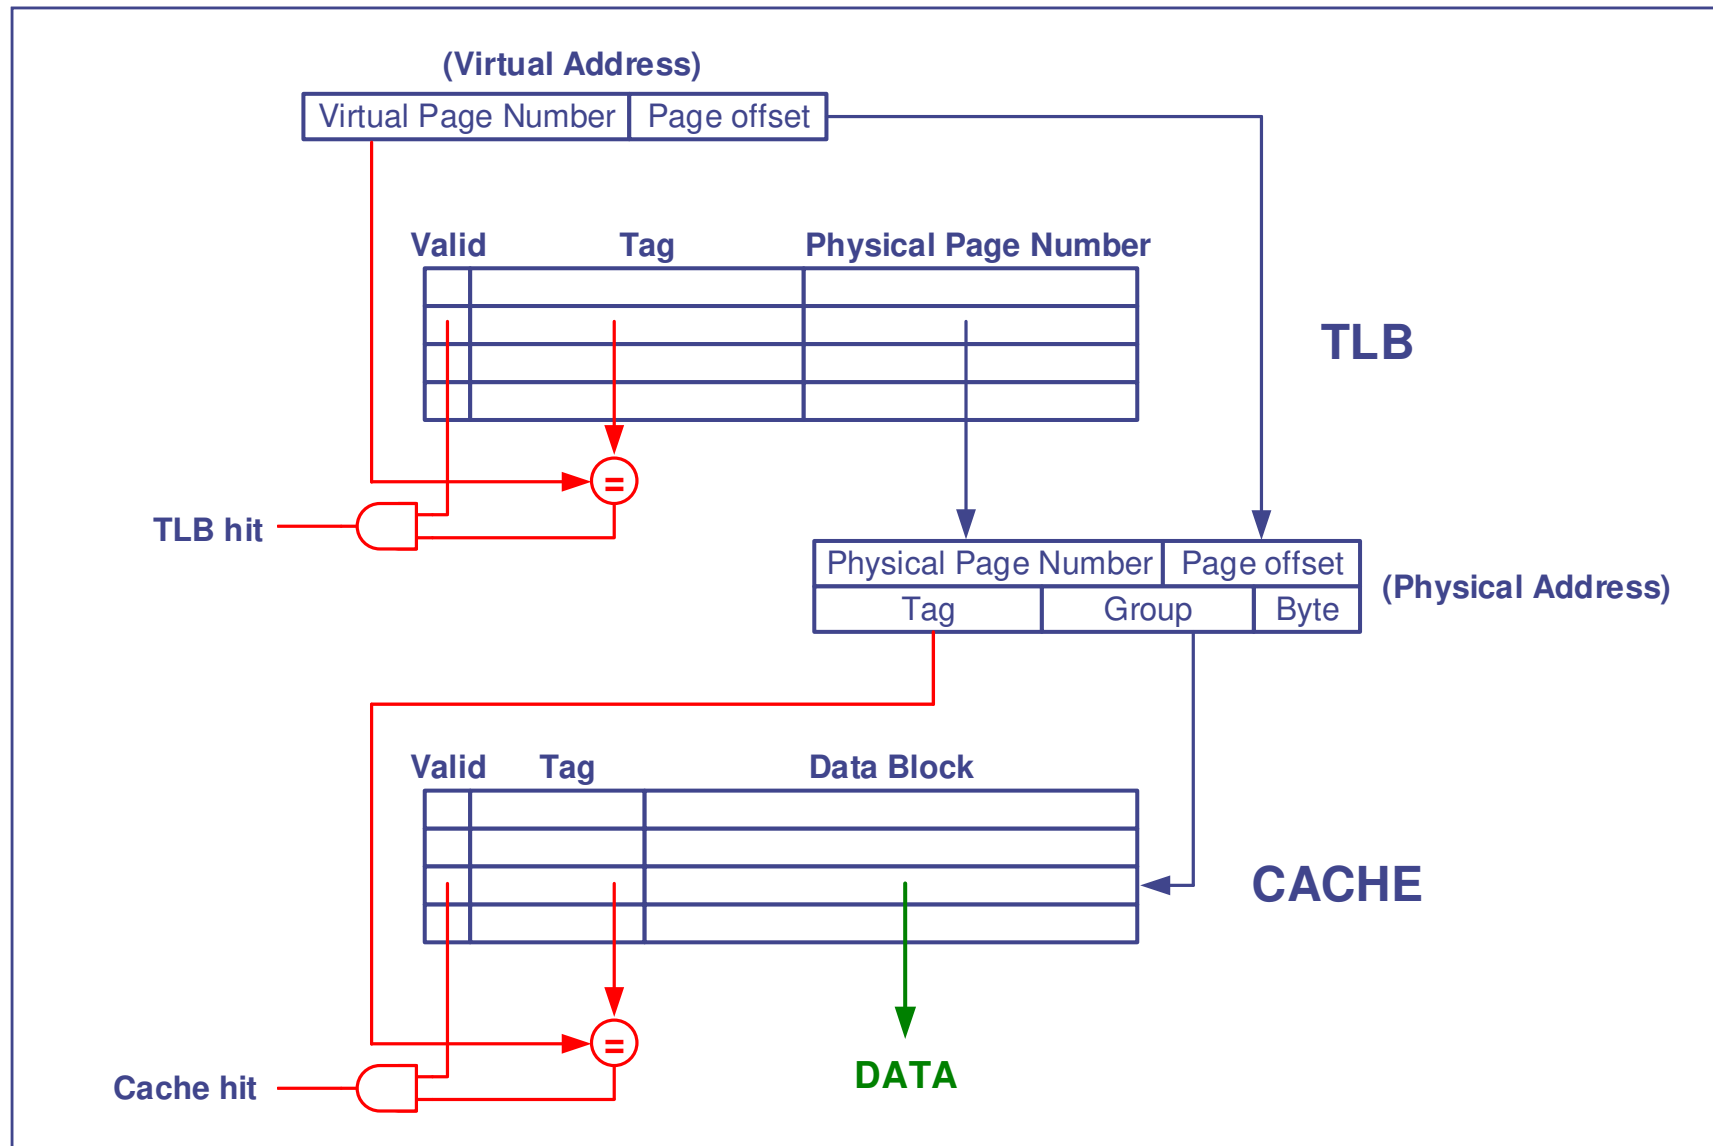 (Virtual Address)
Virtual Page Number Page offset
Valid Tag Physical Page Number
TLB
=
TLB hit
Physical Page Number Page offset
(Physical Address)
Tag Group Byte
Valid Tag Data Block
CACHE
=
Cache hit
DATA